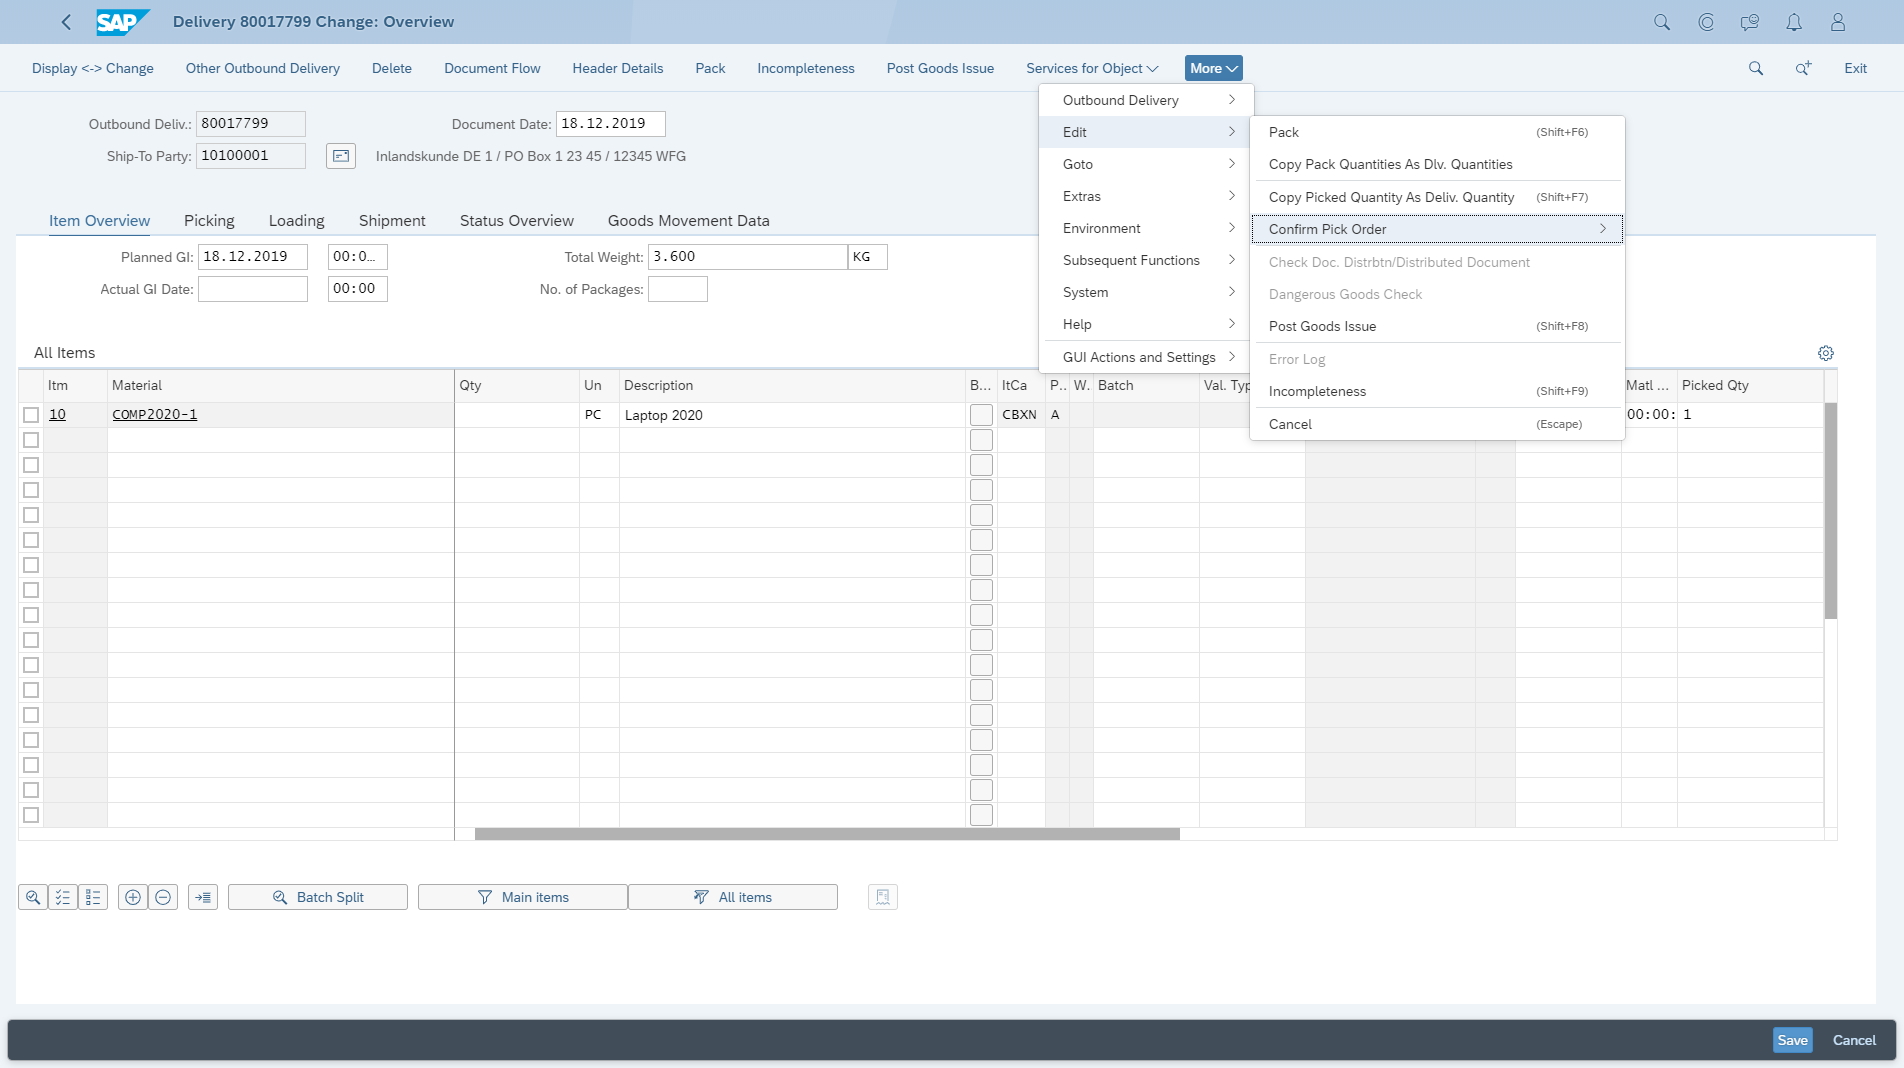 SAP Delivery 80017799 Change: Overview
Display <-> Change Other Outbound Delivery Delete Document Flow Header Details Pack Incompleteness Post Goods Issue Services for Object More Exit
Outbound Deliv.: 80017799 Document Date: 18.12.2019
Ship-To Party: 10100001 Inlandskunde DE 1 / PO Box 1 23 45 / 12345 WFG
Item Overview Picking Loading Shipment Status Overview Goods Movement Data
Planned GI: 18.12.2019 00:0... Total Weight: 3.600 KG
Actual GI Date: 00:00 No. of Packages:
Outbound Delivery
Edit
Goto
Extras
Environment
Subsequent Functions
System
Help
GUI Actions and Settings
Pack (Shift+F6)
Copy Pack Quantities As Dlv. Quantities
Copy Picked Quantity As Deliv. Quantity (Shift+F7)
Confirm Pick Order
Check Doc. Distrbtn/Distributed Document
Dangerous Goods Check
Post Goods Issue (Shift+F8)
Error Log
Incompleteness (Shift+F9)
Cancel (Escape)
All Items
Itm Material Qty Un Description B... ItCa P.. W. Batch Val. Typ Matl ... Picked Qty
10 COMP2020-1 PC Laptop 2020 CBXN A 00:00: 1
Batch Split Main items All items
Save Cancel